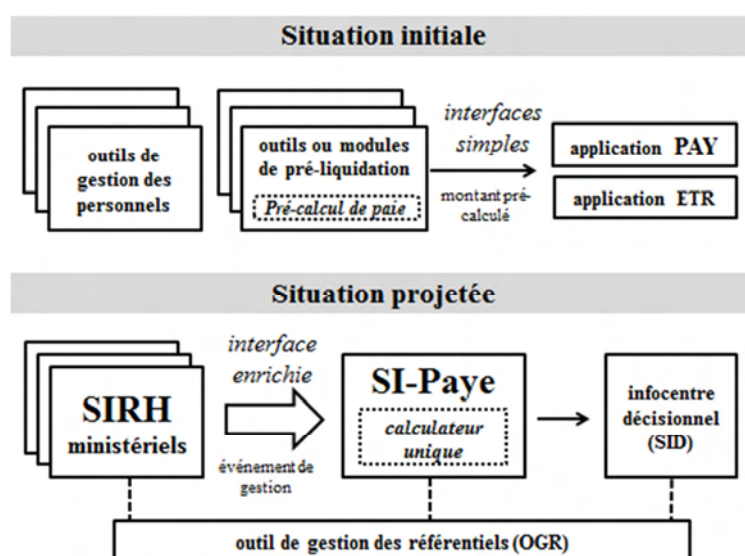 Situation initiale
outils de
gestion des
personnels
outils ou modules
de pré-liquidation
Pré-calcul de paie
interfaces
simples
montant pré-
calculé
application PAY
application ETR
Situation projetée
SIRH
ministériels
interface
enrichie
événement de
gestion
SI-Paye
calculateur
unique
infocentre
décisionnel
(SID)
outil de gestion des référentiels (OGR)